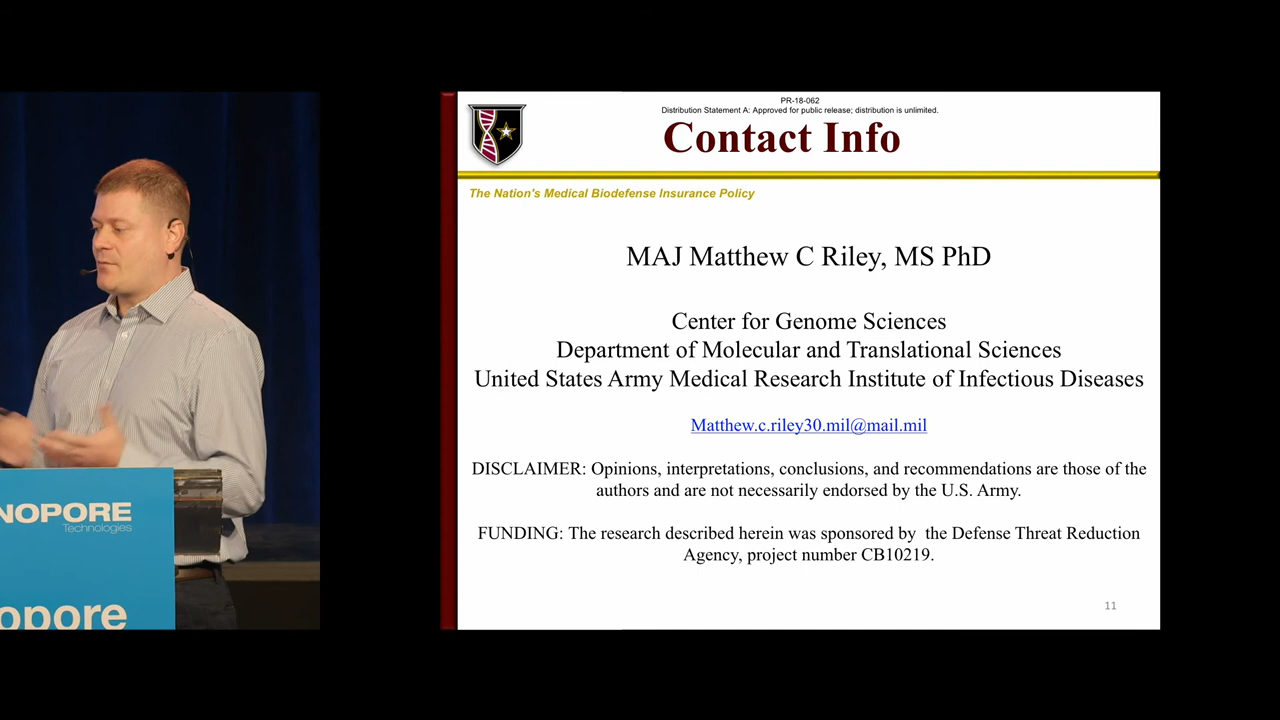 PR-18-062
Distribution Statement A: Approved for public release; distribution is unlimited.
Contact Info
The Nation's Medical Biodefense Insurance Policy
MAJ Matthew C Riley, MS PhD
Center for Genome Sciences
Department of Molecular and Translational Sciences
United States Army Medical Research Institute of Infectious Diseases
Matthew.c.riley30.mil@mail.mil
DISCLAIMER: Opinions, interpretations, conclusions, and recommendations are those of the
authors and are not necessarily endorsed by the U.S. Army.
FUNDING: The research described herein was sponsored by  the Defense Threat Reduction
Agency, project number CB10219.
11
NOPORE
Technologies
opore